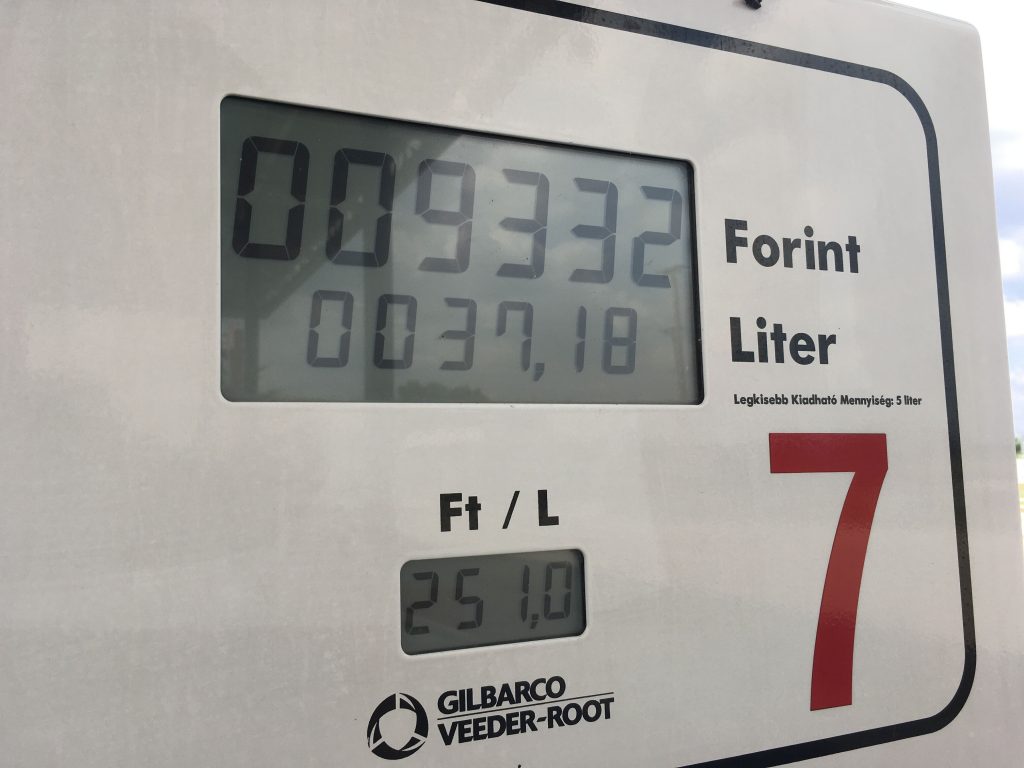 009332 Forint
0037,18 Liter
Legkisebb Kiadható Mennyiség: 5 liter
7
Ft / L
251,0
GILBARCO
VEEDER-ROOT